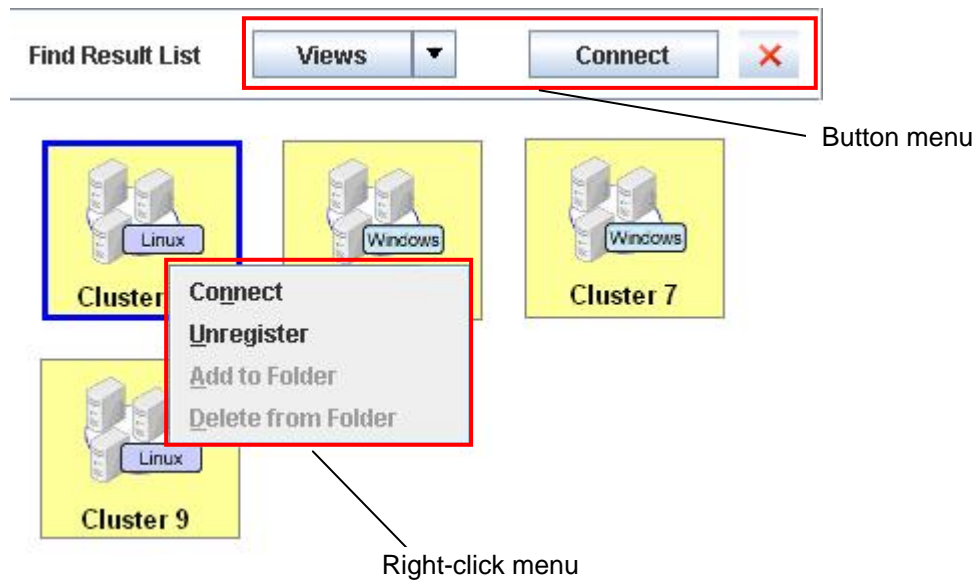 Find Result List Views Connect
Button menu
Linux Windows Windows
Cluster Cluster 7
Connect
Unregister
Add to Folder
Delete from Folder
Linux
Cluster 9
Right-click menu